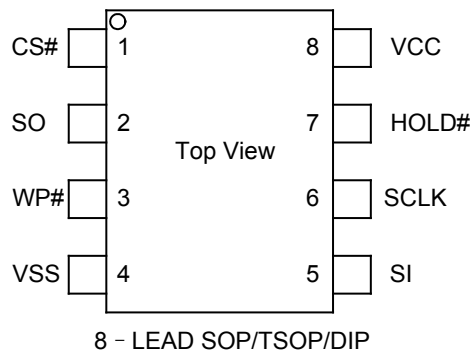 CS# 1 8 VCC
SO 2 7 HOLD#
Top View
WP# 3 6 SCLK
VSS 4 5 SI
8 – LEAD SOP/TSOP/DIP